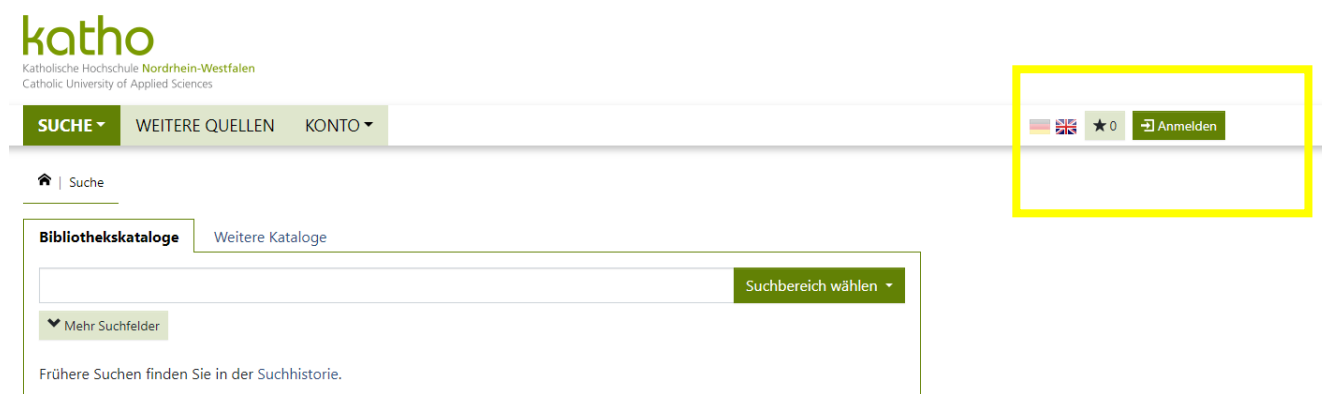 katho
Katholische Hochschule Nordrhein-Westfalen
Catholic University of Applied Sciences
SUCHE WEITERE QUELLEN KONTO 0 Anmelden
| Suche
Bibliothekskataloge Weitere Kataloge
Suchbereich wählen
Mehr Suchfelder
Frühere Suchen finden Sie in der Suchhistorie.